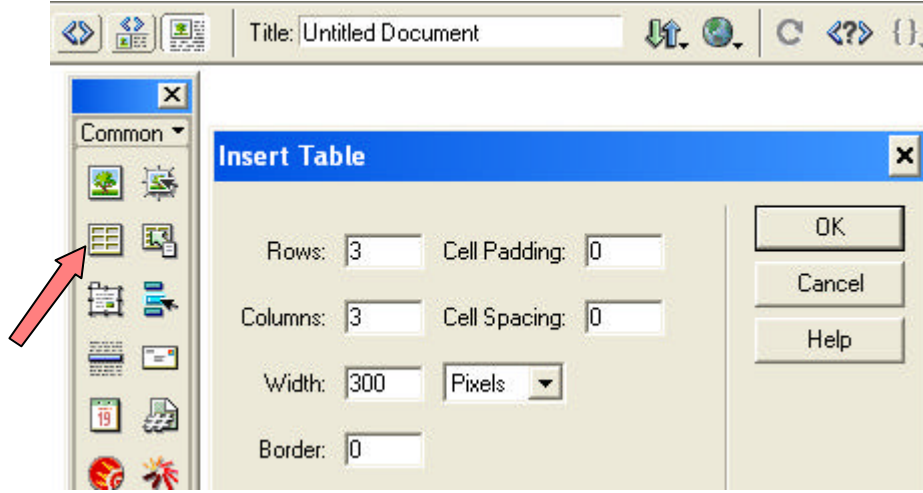 Title: Untitled Document
Common
Insert Table
Rows: 3 Cell Padding: 0 OK
Columns: 3 Cell Spacing: 0 Cancel
Help
Width: 300 Pixels
Border: 0
19